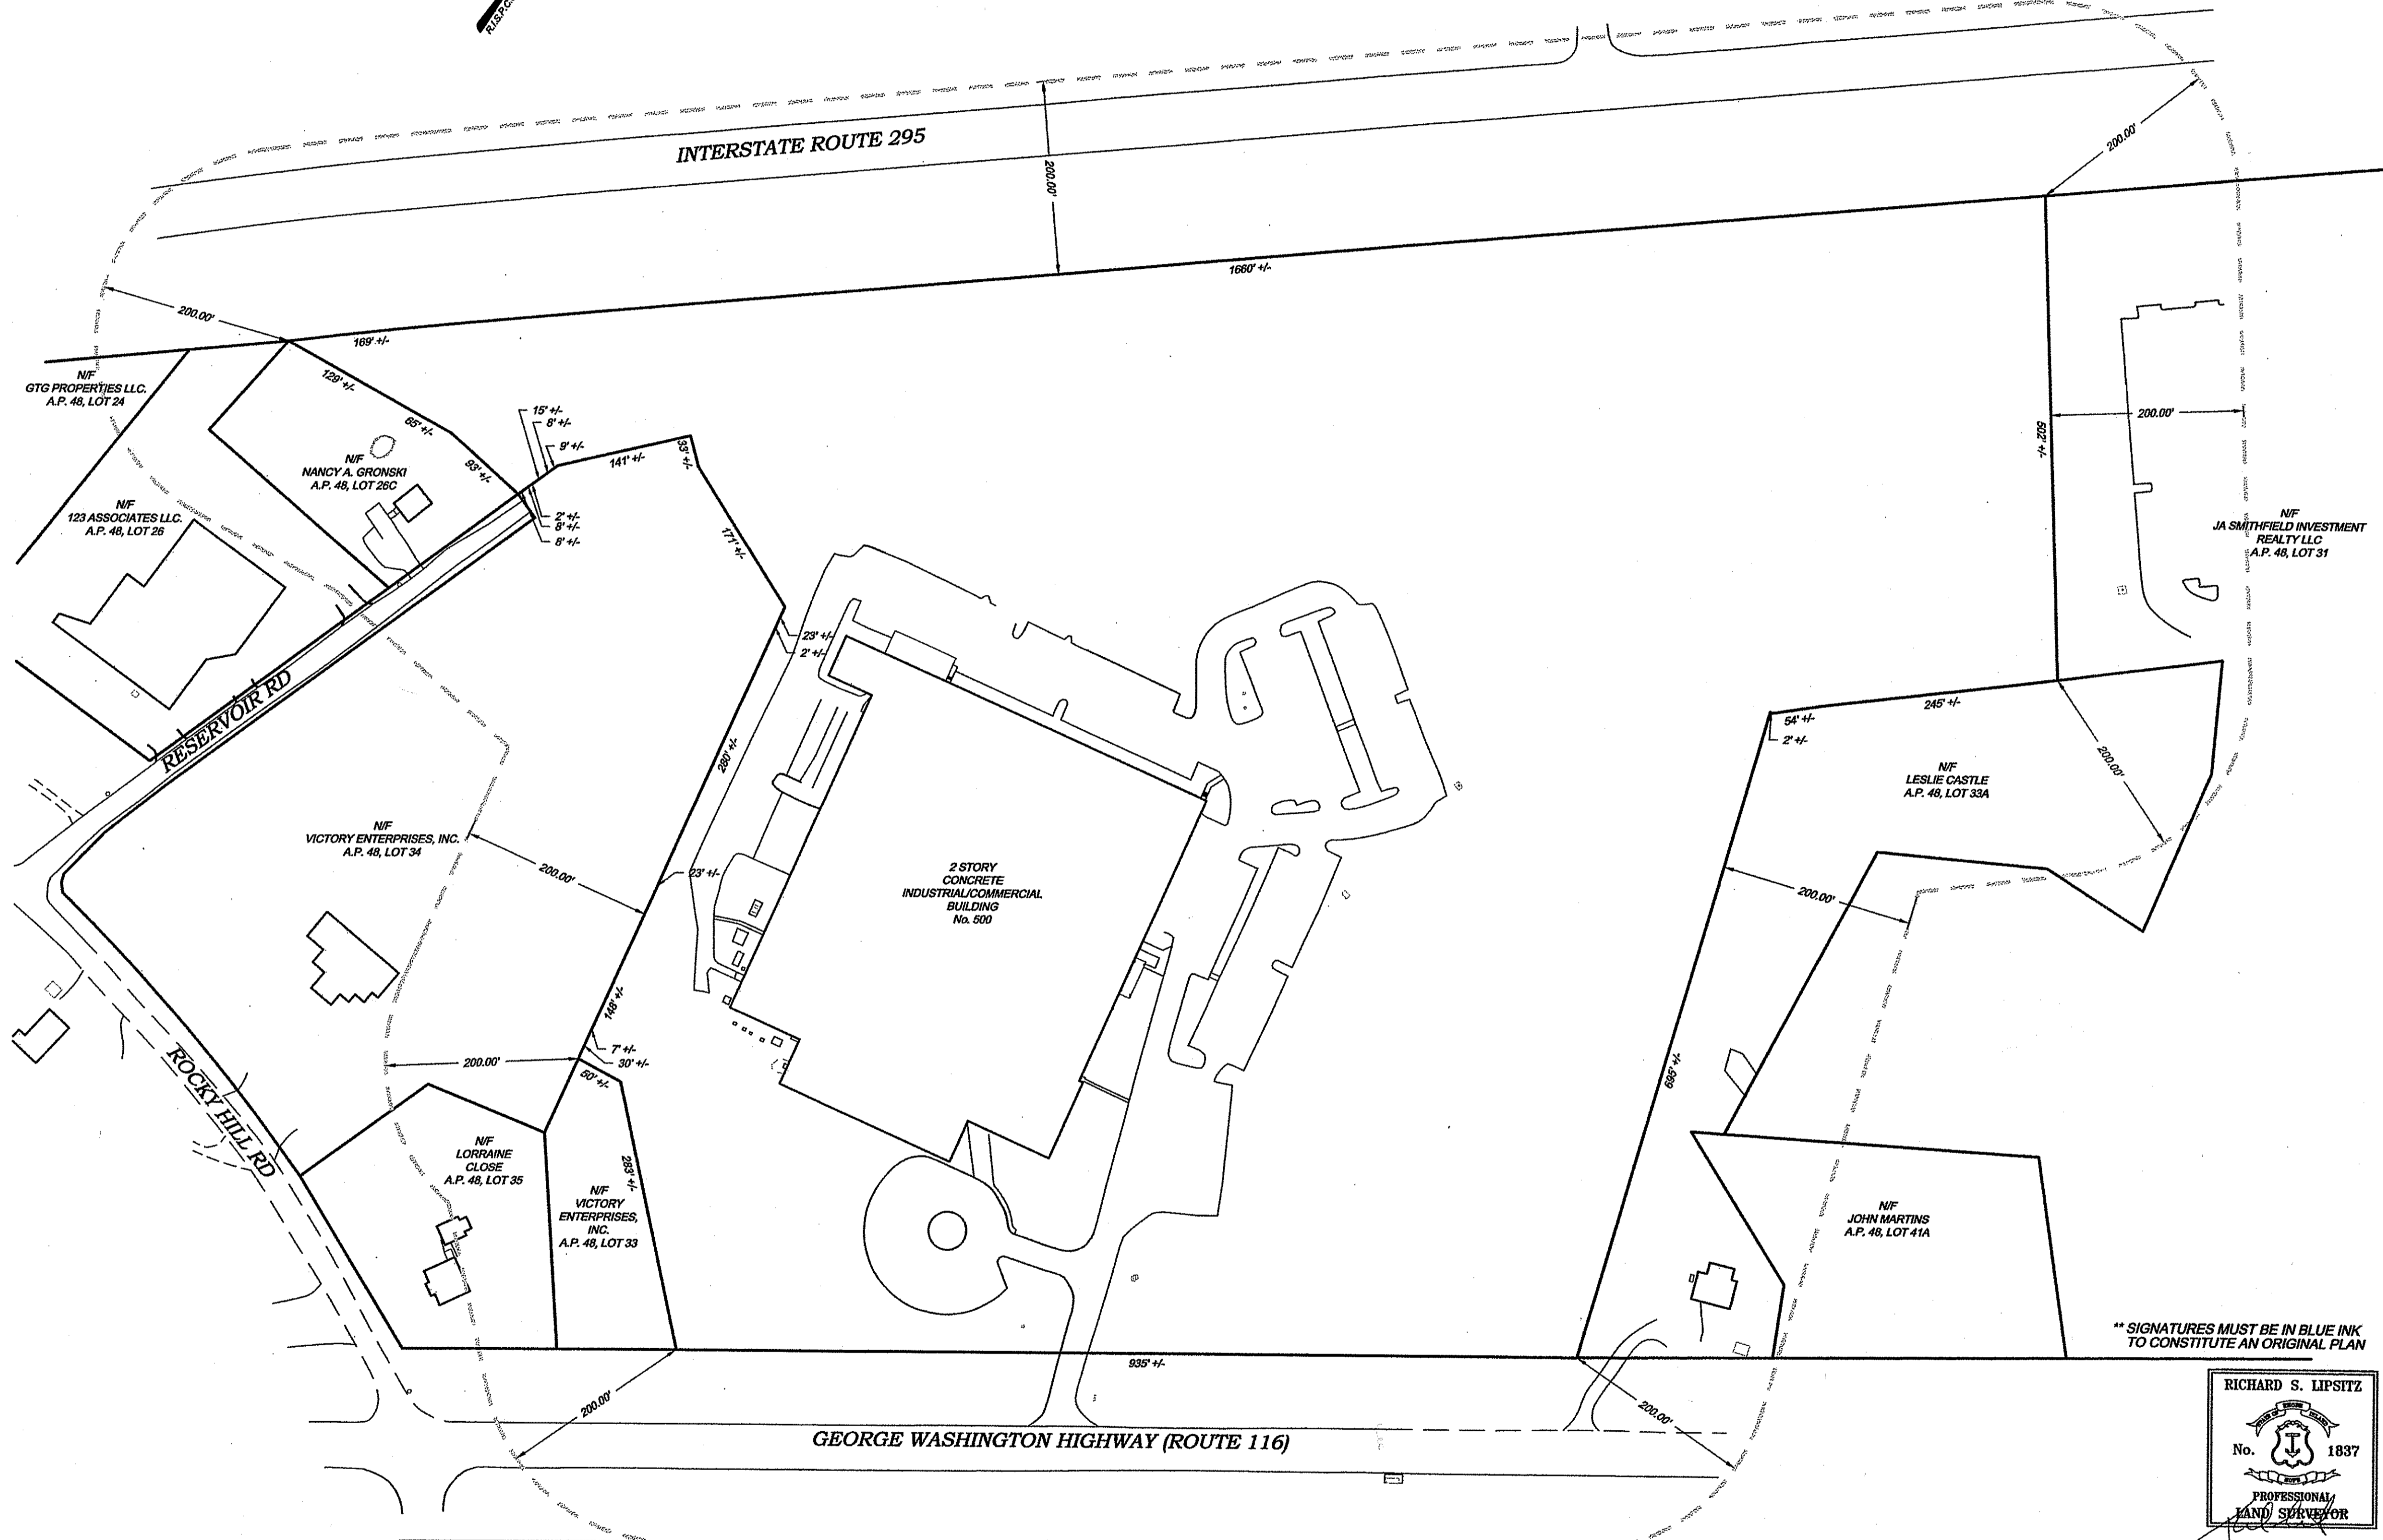 R.I.S.P.C.
INTERSTATE ROUTE 295
200.00'
200.00'
1660' +/-
200.00'
169' +/-
N/F
GTG PROPERTIES LLC.
A.P. 48, LOT 24
129' +/-
65' +/-
93' +/-
15' +/-
8' +/-
9' +/-
141' +/-
33' +/-
N/F
NANCY A. GRONSKI
A.P. 48, LOT 26C
N/F
123 ASSOCIATES LLC.
A.P. 48, LOT 26
2' +/-
8' +/-
8' +/-
171' +/-
502' +/-
200.00'
N/F
JA SMITHFIELD INVESTMENT
REALTY LLC
A.P. 48, LOT 31
23' +/-
2' +/-
RESERVOIR RD
280' +/-
245' +/-
54' +/-
2' +/-
200.00'
N/F
LESLIE CASTLE
A.P. 48, LOT 33A
N/F
VICTORY ENTERPRISES, INC.
A.P. 48, LOT 34
200.00'
23' +/-
2 STORY
CONCRETE
INDUSTRIAL/COMMERCIAL
BUILDING
No. 500
200.00'
148' +/-
7' +/-
30' +/-
200.00'
50' +/-
695' +/-
ROCKY HILL RD
N/F
LORRAINE
CLOSE
A.P. 48, LOT 35
283' +/-
N/F
VICTORY
ENTERPRISES,
INC.
A.P. 48, LOT 33
N/F
JOHN MARTINS
A.P. 48, LOT 41A
935' +/-
200.00'
200.00'
GEORGE WASHINGTON HIGHWAY (ROUTE 116)
** SIGNATURES MUST BE IN BLUE INK
TO CONSTITUTE AN ORIGINAL PLAN
RICHARD S. LIPSITZ
STATE OF RHODE ISLAND
No. 1837
HOPE
PROFESSIONAL
LAND SURVEYOR